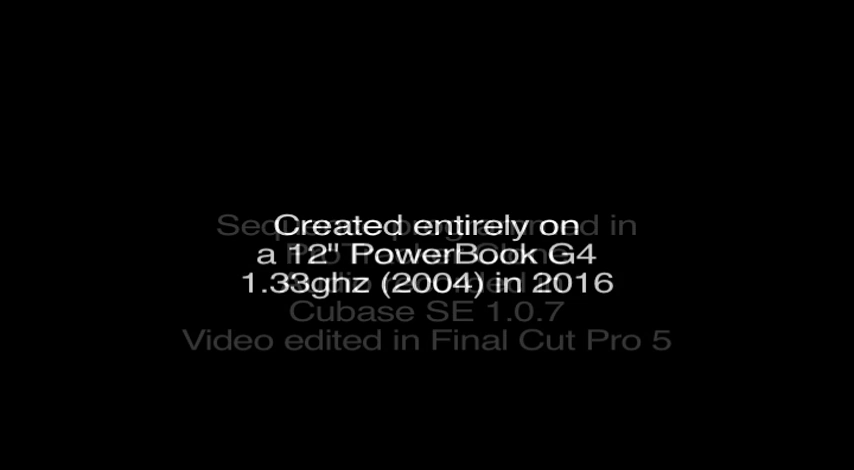 Created entirely on
a 12" PowerBook G4
1.33ghz (2004) in 2016
Cubase SE 1.0.7
Video edited in Final Cut Pro 5